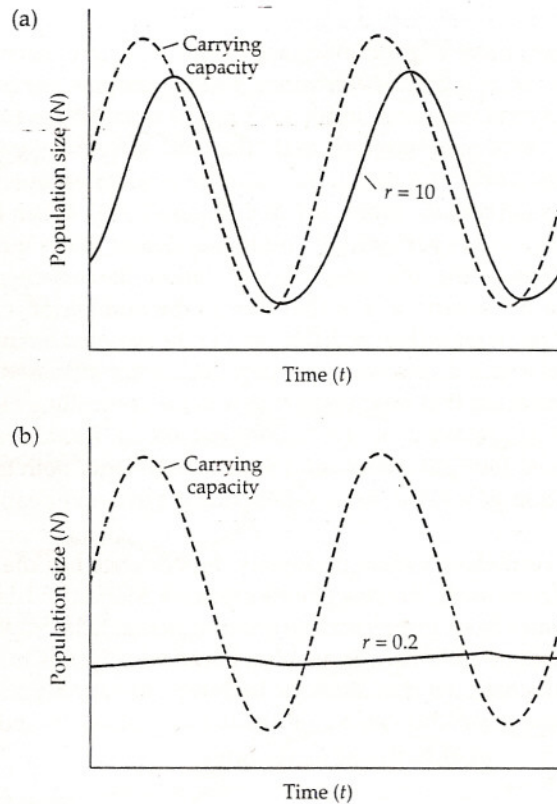 (a)
Carrying
capacity
Population size (N)
r = 10
Time (t)
(b)
Carrying
capacity
Population size (N)
r = 0.2
Time (t)